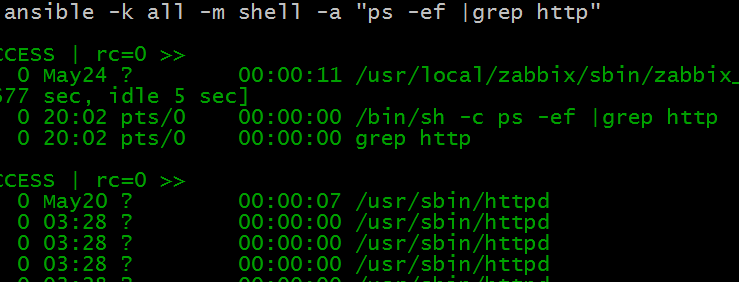 ansible -k all -m shell -a "ps -ef |grep http"
CCESS | rc=0 >>
0 May24 ? 00:00:11 /usr/local/zabbix/sbin/zabbix_
577 sec, idle 5 sec]
0 20:02 pts/0 00:00:00 /bin/sh -c ps -ef |grep http
0 20:02 pts/0 00:00:00 grep http
CCESS | rc=0 >>
0 May20 ? 00:00:07 /usr/sbin/httpd
0 03:28 ? 00:00:00 /usr/sbin/httpd
0 03:28 ? 00:00:00 /usr/sbin/httpd
0 03:28 ? 00:00:00 /usr/sbin/httpd
0 03:28 ? 00:00:00 /usr/sbin/httpd